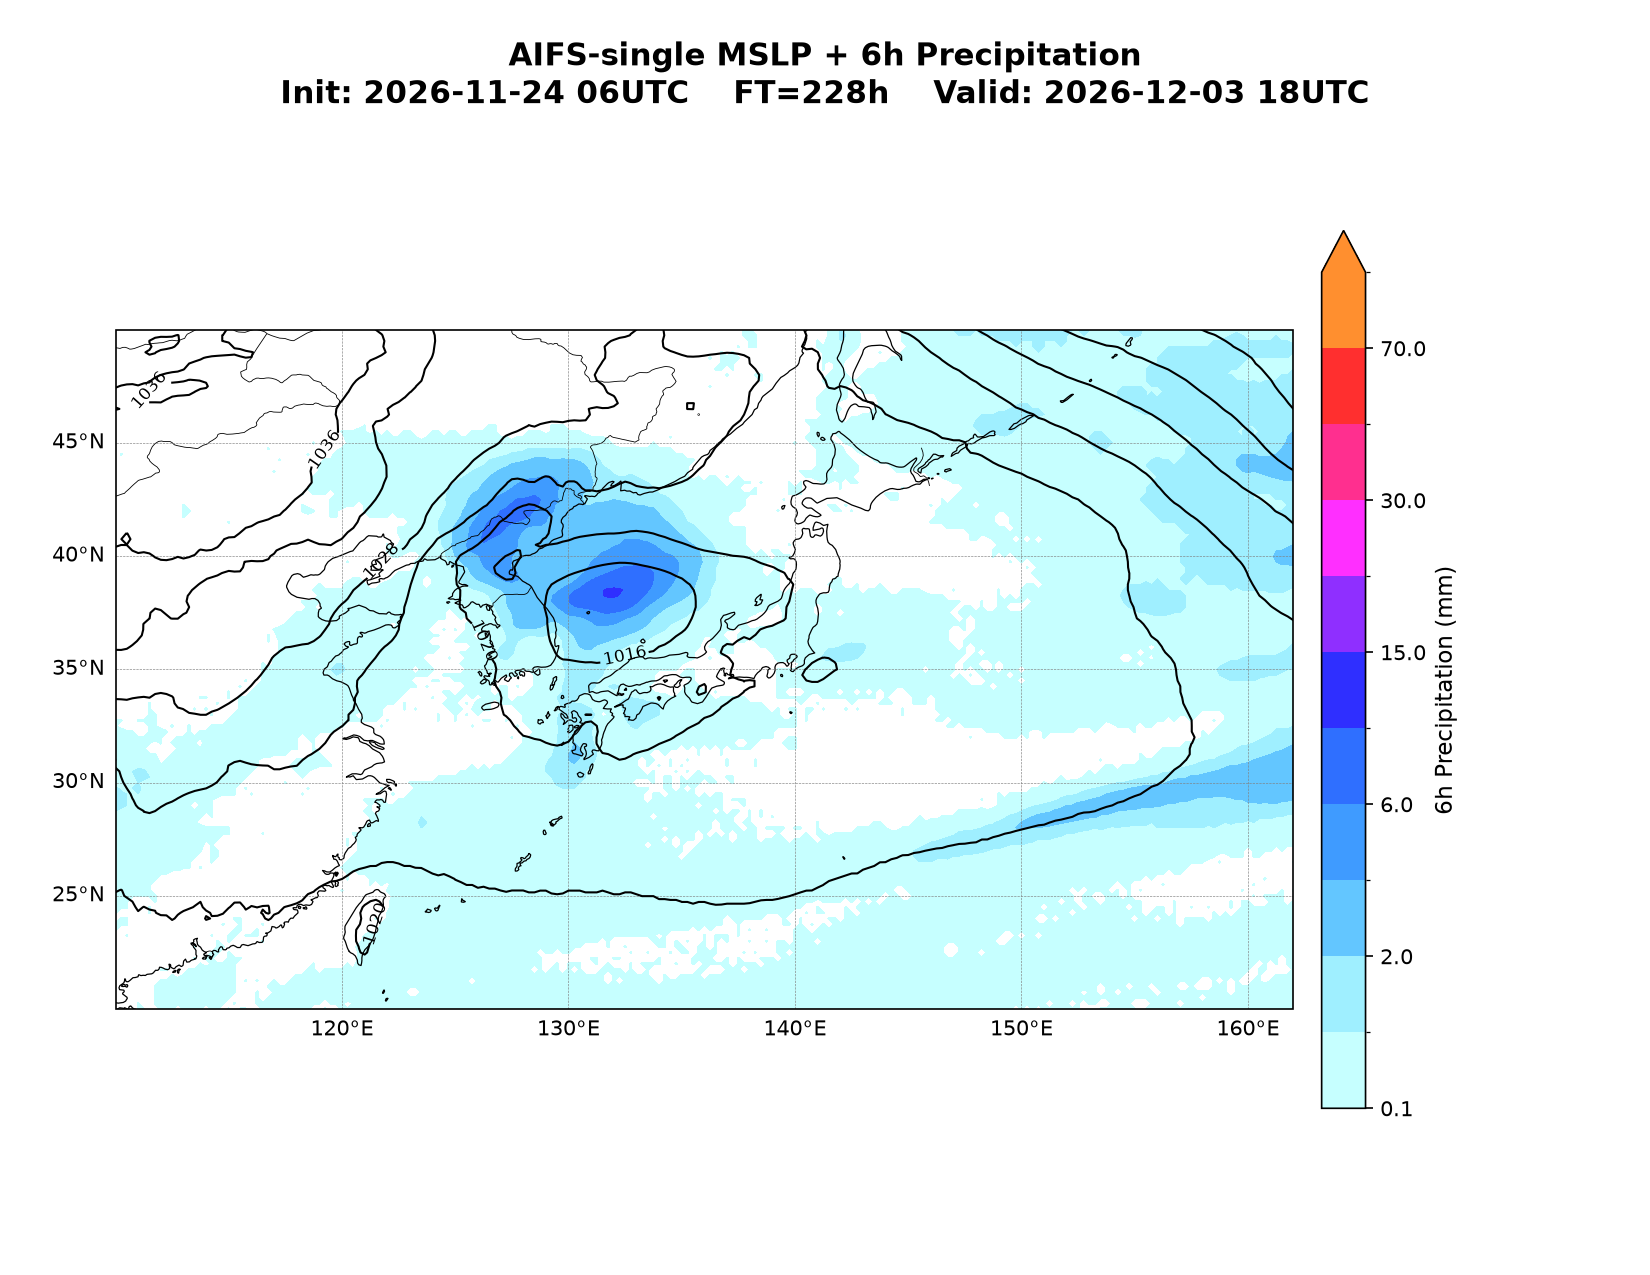 AIFS-single MSLP + 6h Precipitation
Init: 2026-11-24 06UTC    FT=228h    Valid: 2026-12-03 18UTC
1036
1036
1028
1020
1016
1020
45°N
40°N
35°N
30°N
25°N
120°E
130°E
140°E
150°E
160°E
70.0
30.0
15.0
6.0
2.0
0.1
6h Precipitation (mm)